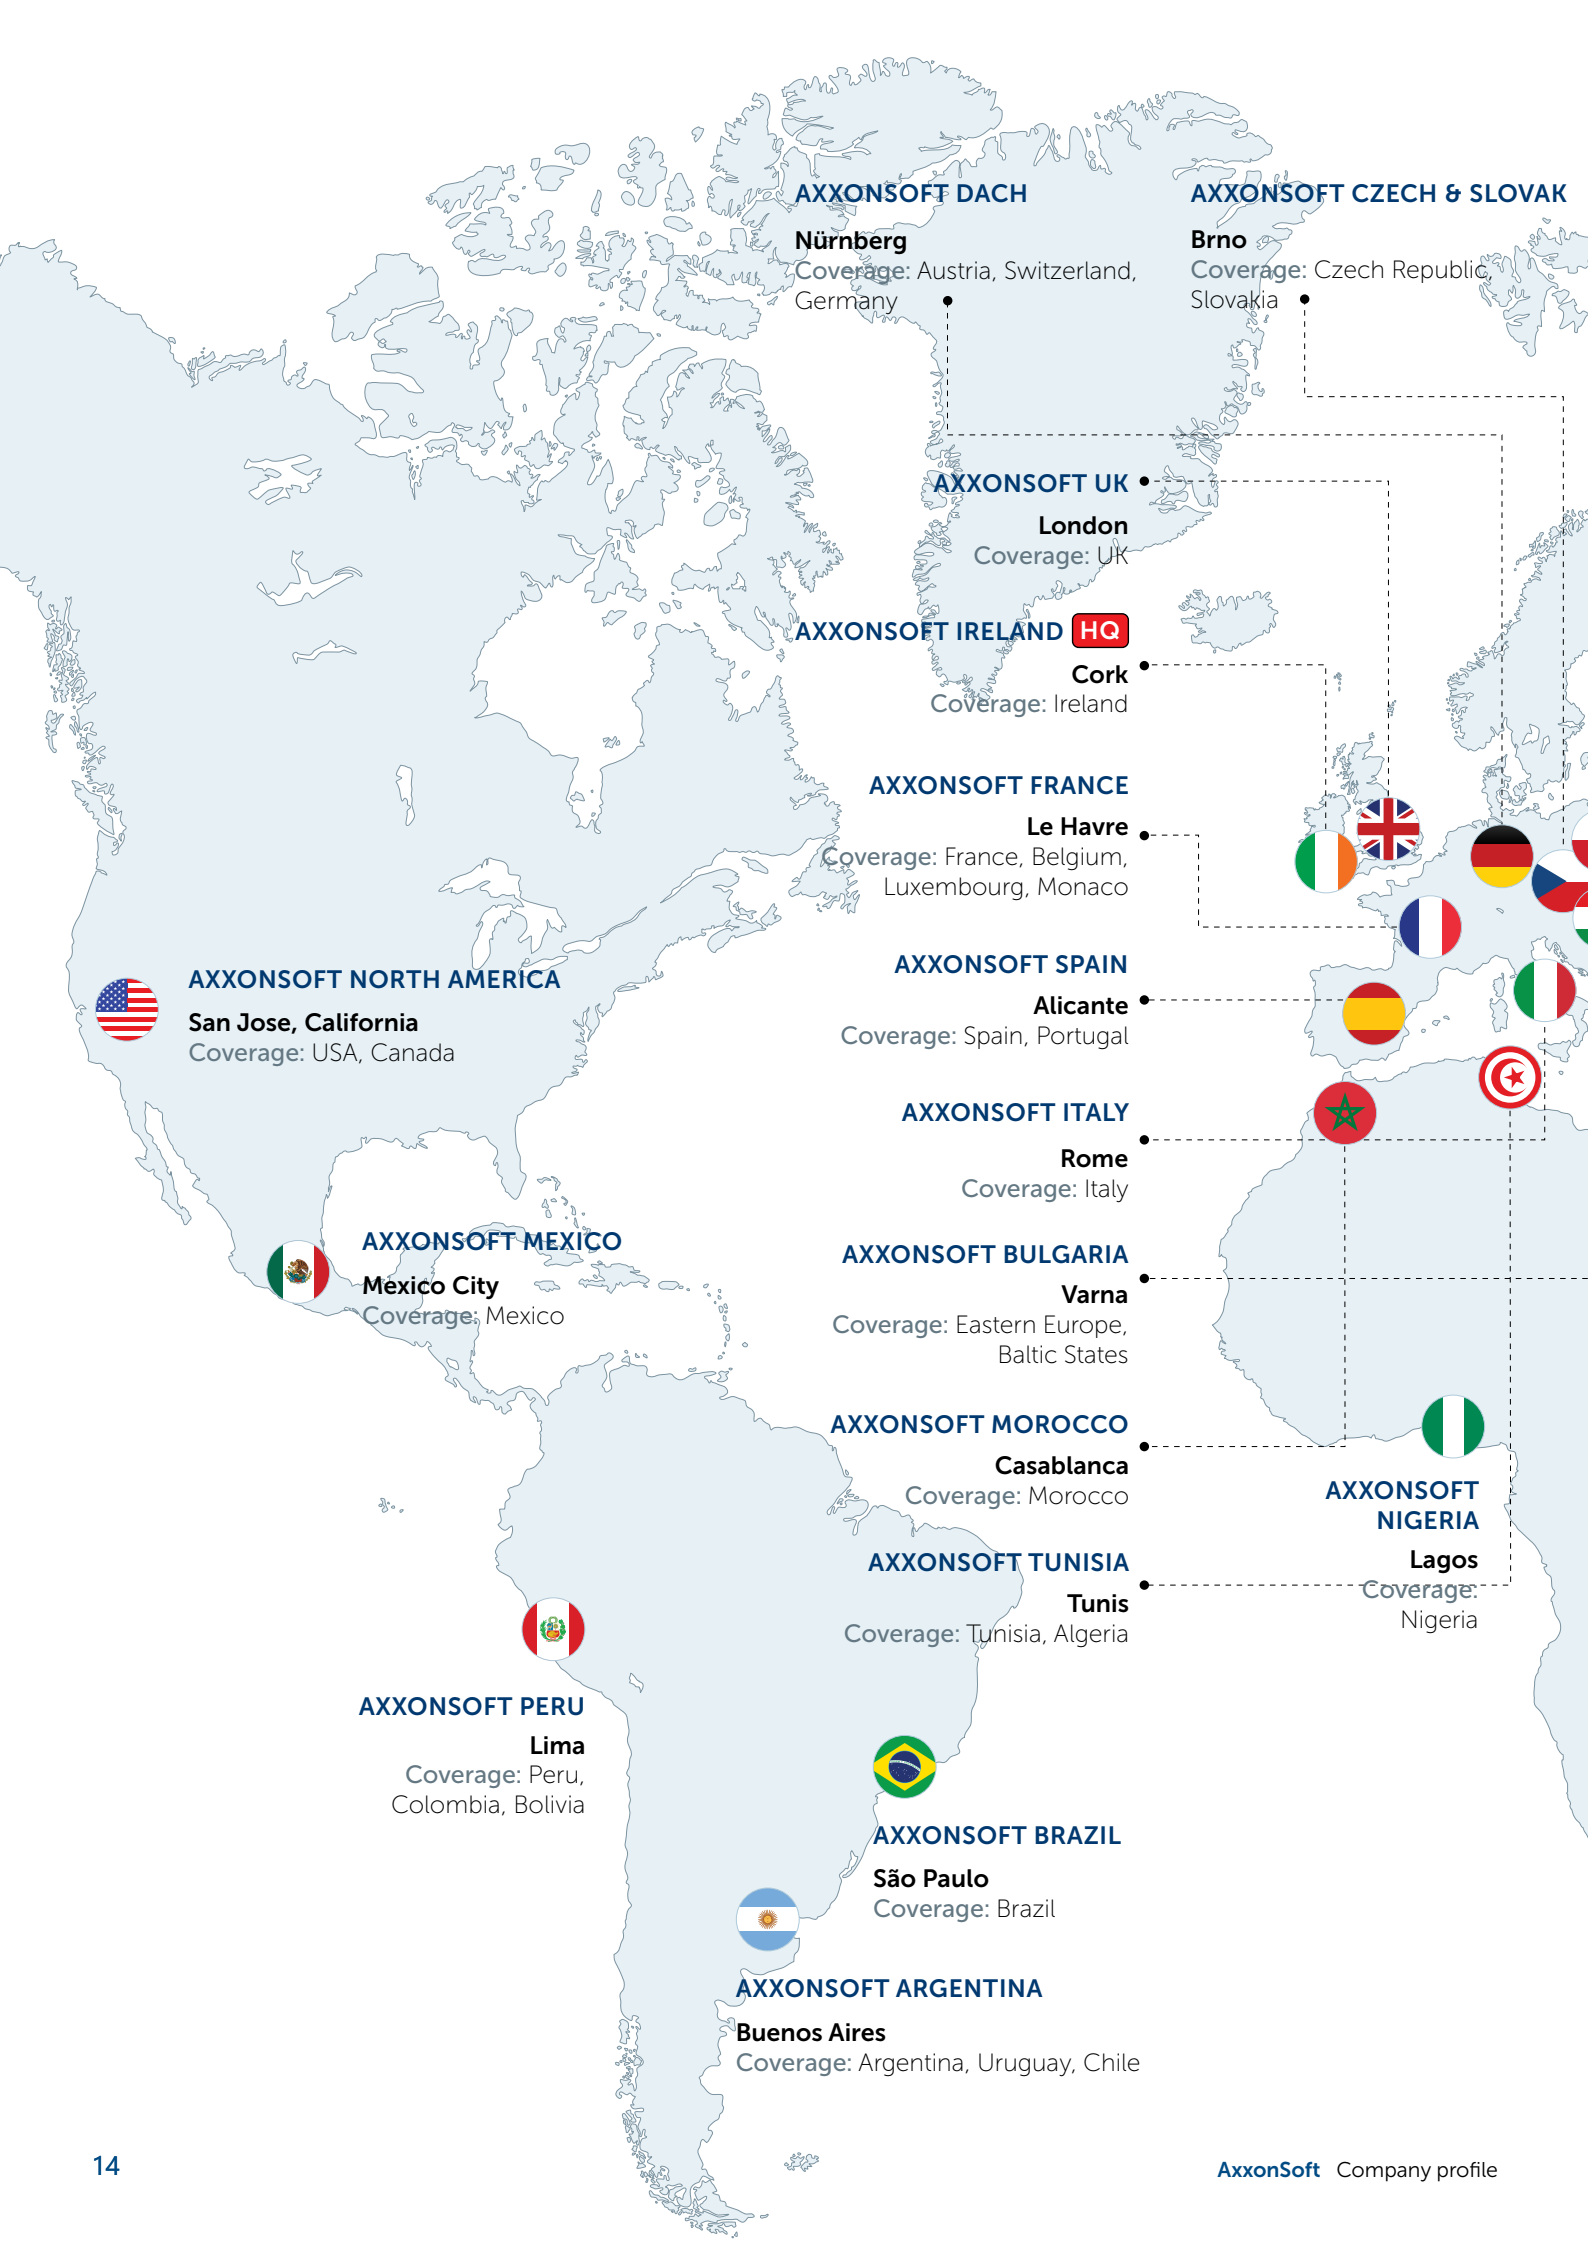 AXXONSOFT DACH
Nürnberg
Coverage: Austria, Switzerland,
Germany
AXXONSOFT CZECH & SLOVAK
Brno
Coverage: Czech Republic,
Slovakia
AXXONSOFT UK
London
Coverage: UK
AXXONSOFT IRELAND HQ
Cork
Coverage: Ireland
AXXONSOFT FRANCE
Le Havre
Coverage: France, Belgium,
Luxembourg, Monaco
AXXONSOFT SPAIN
Alicante
Coverage: Spain, Portugal
AXXONSOFT NORTH AMERICA
San Jose, California
Coverage: USA, Canada
AXXONSOFT ITALY
Rome
Coverage: Italy
AXXONSOFT MEXICO
Mexico City
Coverage: Mexico
AXXONSOFT BULGARIA
Varna
Coverage: Eastern Europe,
Baltic States
AXXONSOFT MOROCCO
Casablanca
Coverage: Morocco
AXXONSOFT
NIGERIA
Lagos
Coverage:
Nigeria
AXXONSOFT TUNISIA
Tunis
Coverage: Tunisia, Algeria
AXXONSOFT PERU
Lima
Coverage: Peru,
Colombia, Bolivia
AXXONSOFT BRAZIL
São Paulo
Coverage: Brazil
AXXONSOFT ARGENTINA
Buenos Aires
Coverage: Argentina, Uruguay, Chile
14
AxxonSoft Company profile